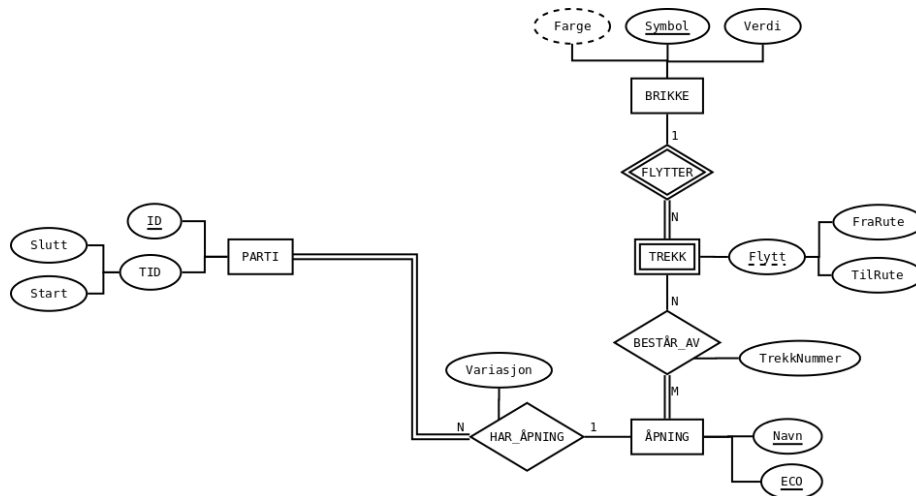 Farge
Symbol
Verdi
BRIKKE
1
FLYTTER
N
ID
Slutt
TID
Start
PARTI
TREKK
Flytt
FraRute
TilRute
N
BESTÅR_AV
TrekkNummer
M
Variasjon
N
HAR_ÅPNING
1
ÅPNING
Navn
ECO